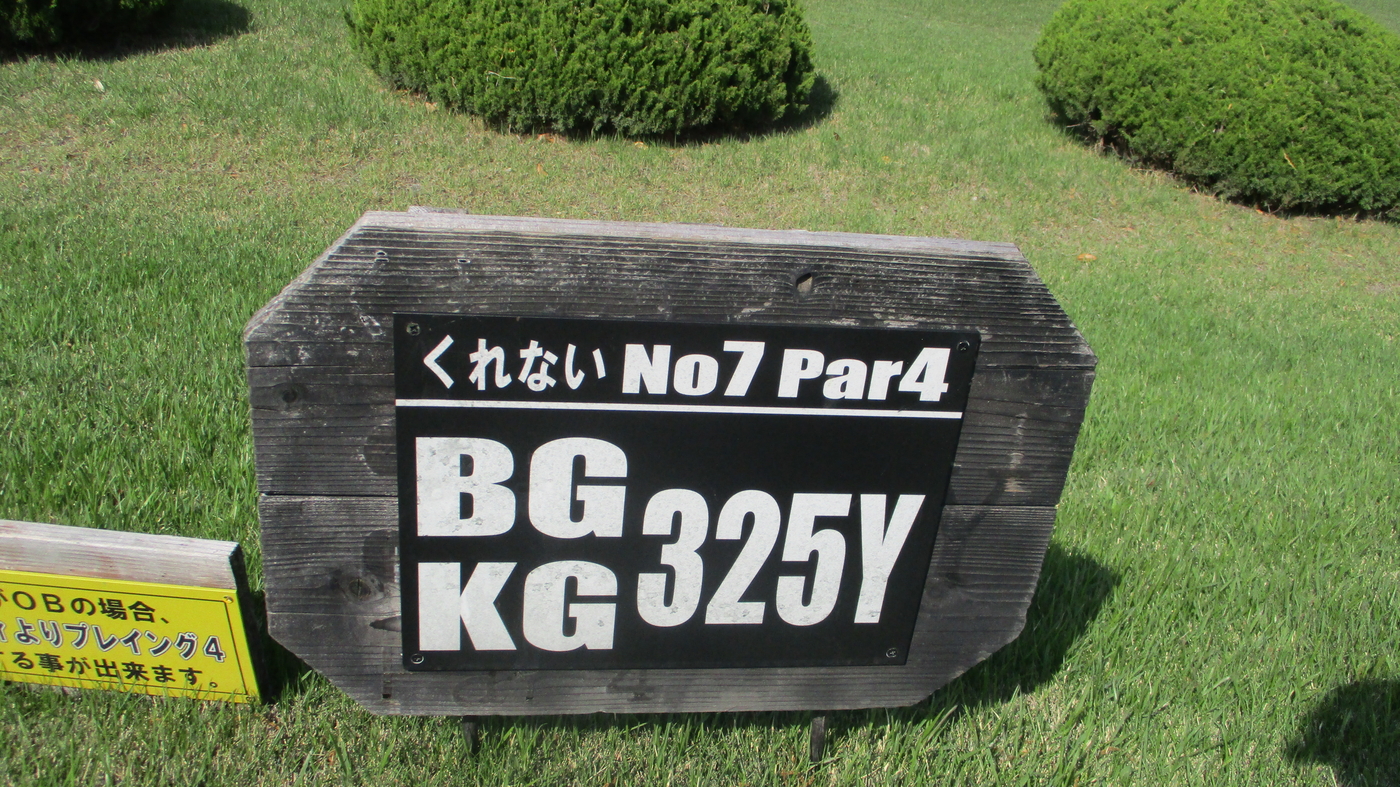 くれない No7 Par4
BG
KG
325Y
OBの場合、
よりプレイング4
る事が出来ます。